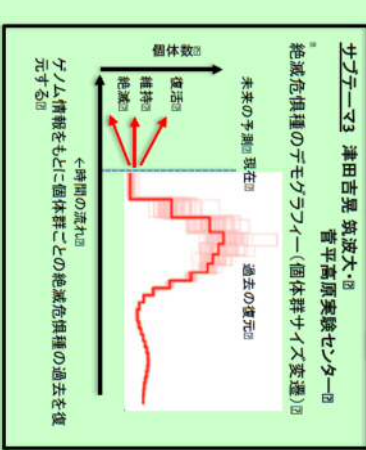 サブテーマ3 津田吉晃 筑波大・
菅平高原実験センター
絶滅危惧種のデモグラフィー(個体群サイズ変遷)
未来の予測 現在
過去の復元
個体数
復活
維持
絶滅
←時間の流れ
ゲノム情報をもとに個体群ごとの絶滅危惧種の過去を復
元する